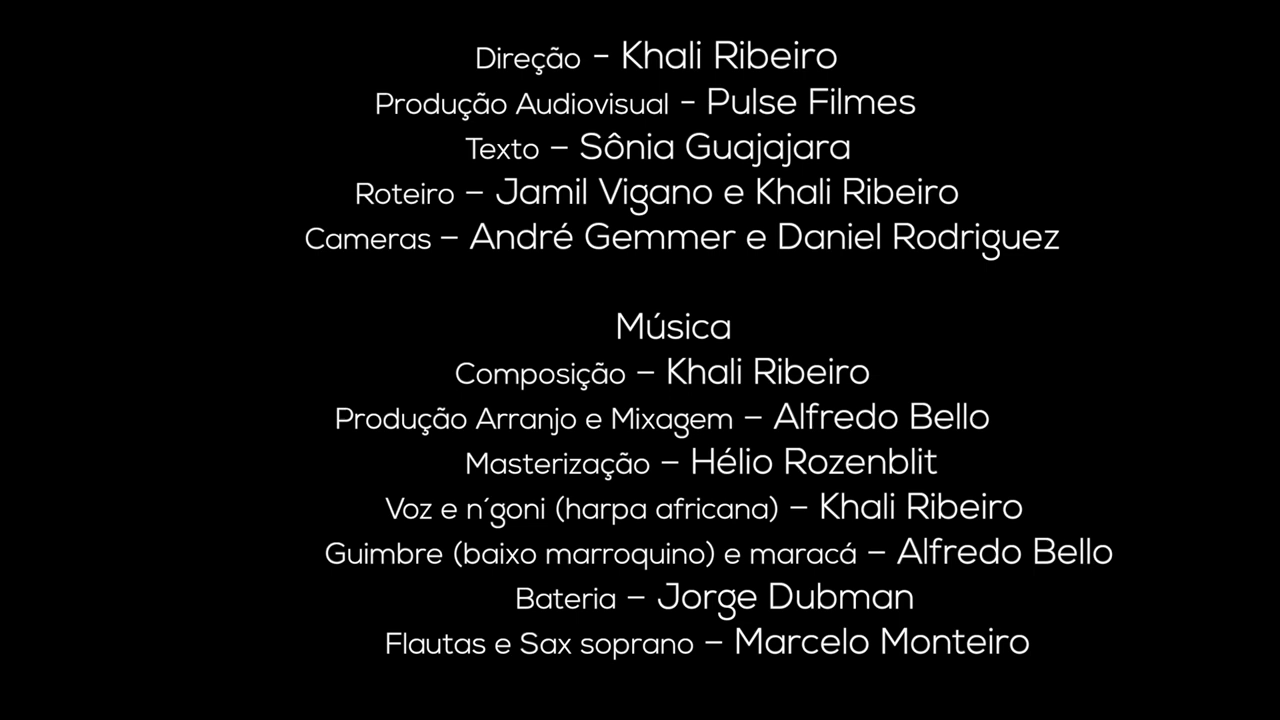 Direção – Khali Ribeiro
Produção Audiovisual - Pulse Filmes
Texto – Sônia Guajajara
Roteiro – Jamil Vigano e Khali Ribeiro
Cameras – André Gemmer e Daniel Rodriguez
Música
Composição – Khali Ribeiro
Produção Arranjo e Mixagem – Alfredo Bello
Masterização – Hélio Rozenblit
Voz e n´goni (harpa africana) – Khali Ribeiro
Guimbre (baixo marroquino) e maracá – Alfredo Bello
Bateria – Jorge Dubman
Flautas e Sax soprano – Marcelo Monteiro